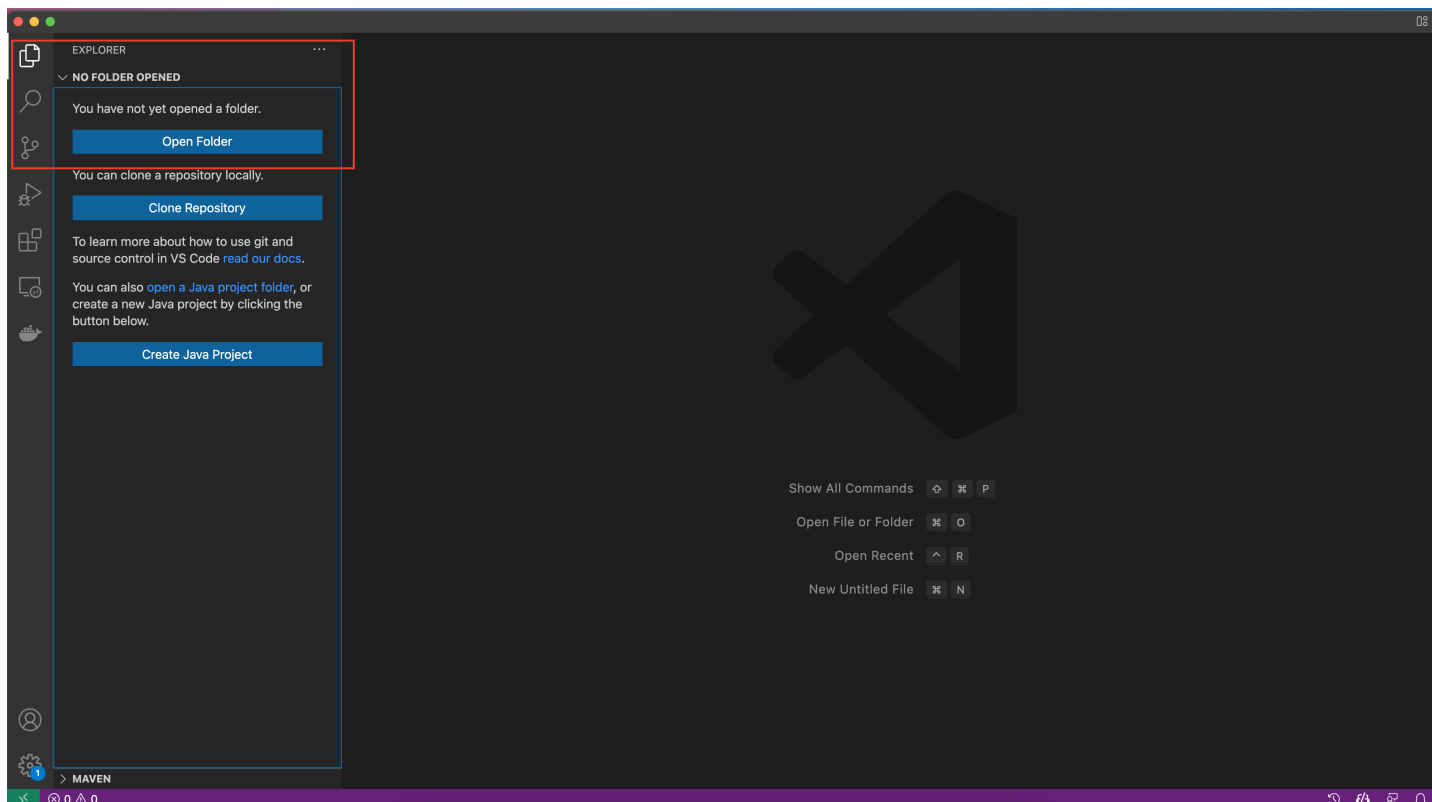 EXPLORER
NO FOLDER OPENED
You have not yet opened a folder.
Open Folder
You can clone a repository locally.
Clone Repository
To learn more about how to use git and
source control in VS Code read our docs.
You can also open a Java project folder, or
create a new Java project by clicking the
button below.
Create Java Project
Show All Commands ⇧ ⌘ P
Open File or Folder ⌘ O
Open Recent ^ R
New Untitled File ⌘ N
1
MAVEN
0 0